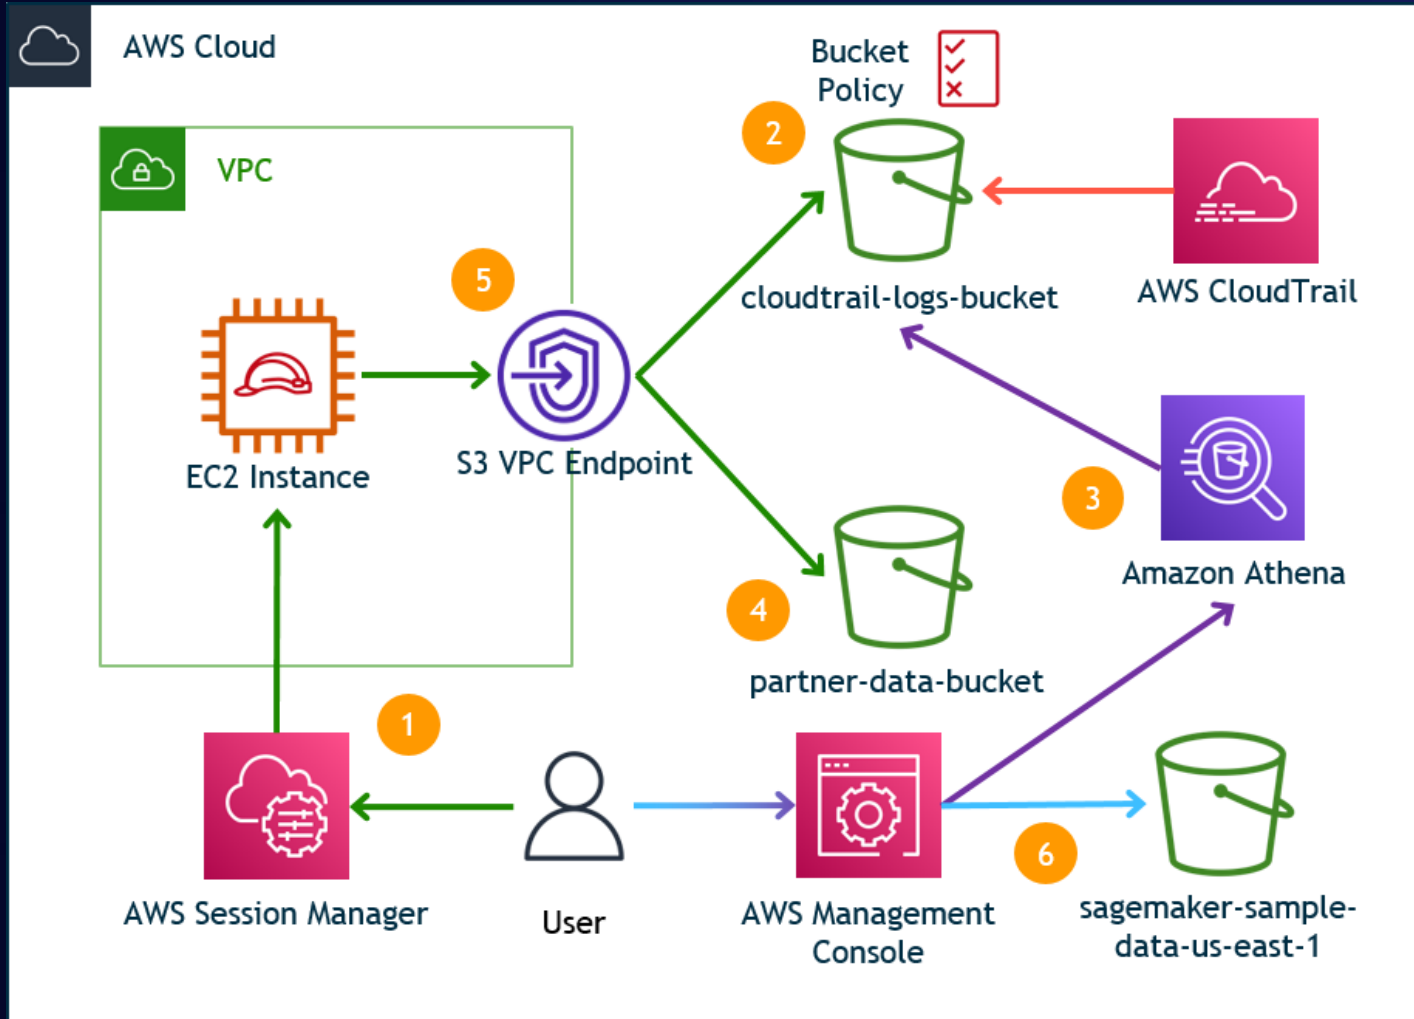 AWS Cloud
Bucket
Policy
2
VPC
5
cloudtrail-logs-bucket
AWS CloudTrail
EC2 Instance
S3 VPC Endpoint
3
Amazon Athena
4
partner-data-bucket
1
6
AWS Session Manager
User
AWS Management
Console
sagemaker-sample-
data-us-east-1